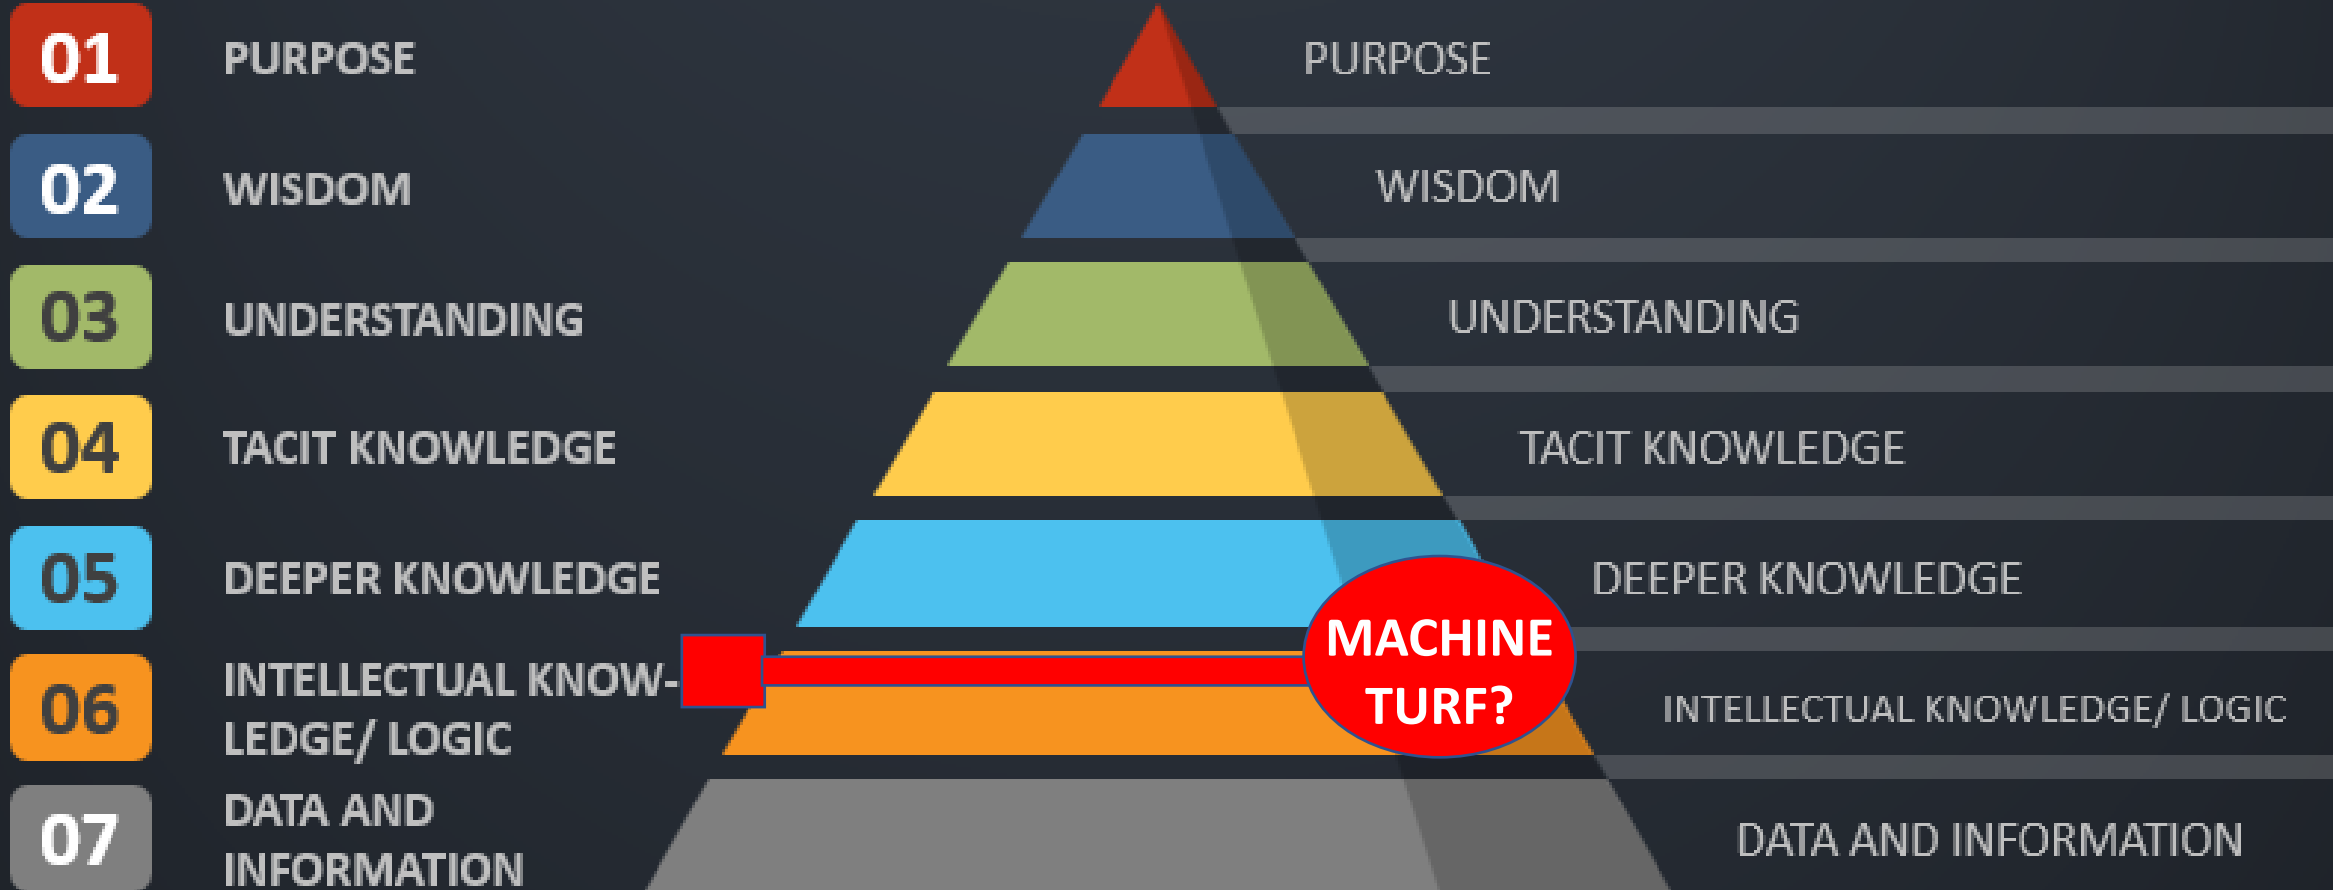 01
PURPOSE
PURPOSE
02
WISDOM
WISDOM
03
UNDERSTANDING
UNDERSTANDING
04
TACIT KNOWLEDGE
TACIT KNOWLEDGE
05
DEEPER KNOWLEDGE
DEEPER KNOWLEDGE
MACHINE
TURF?
06
INTELLECTUAL KNOW-
LEDGE/ LOGIC
INTELLECTUAL KNOWLEDGE/ LOGIC
07
DATA AND
INFORMATION
DATA AND INFORMATION